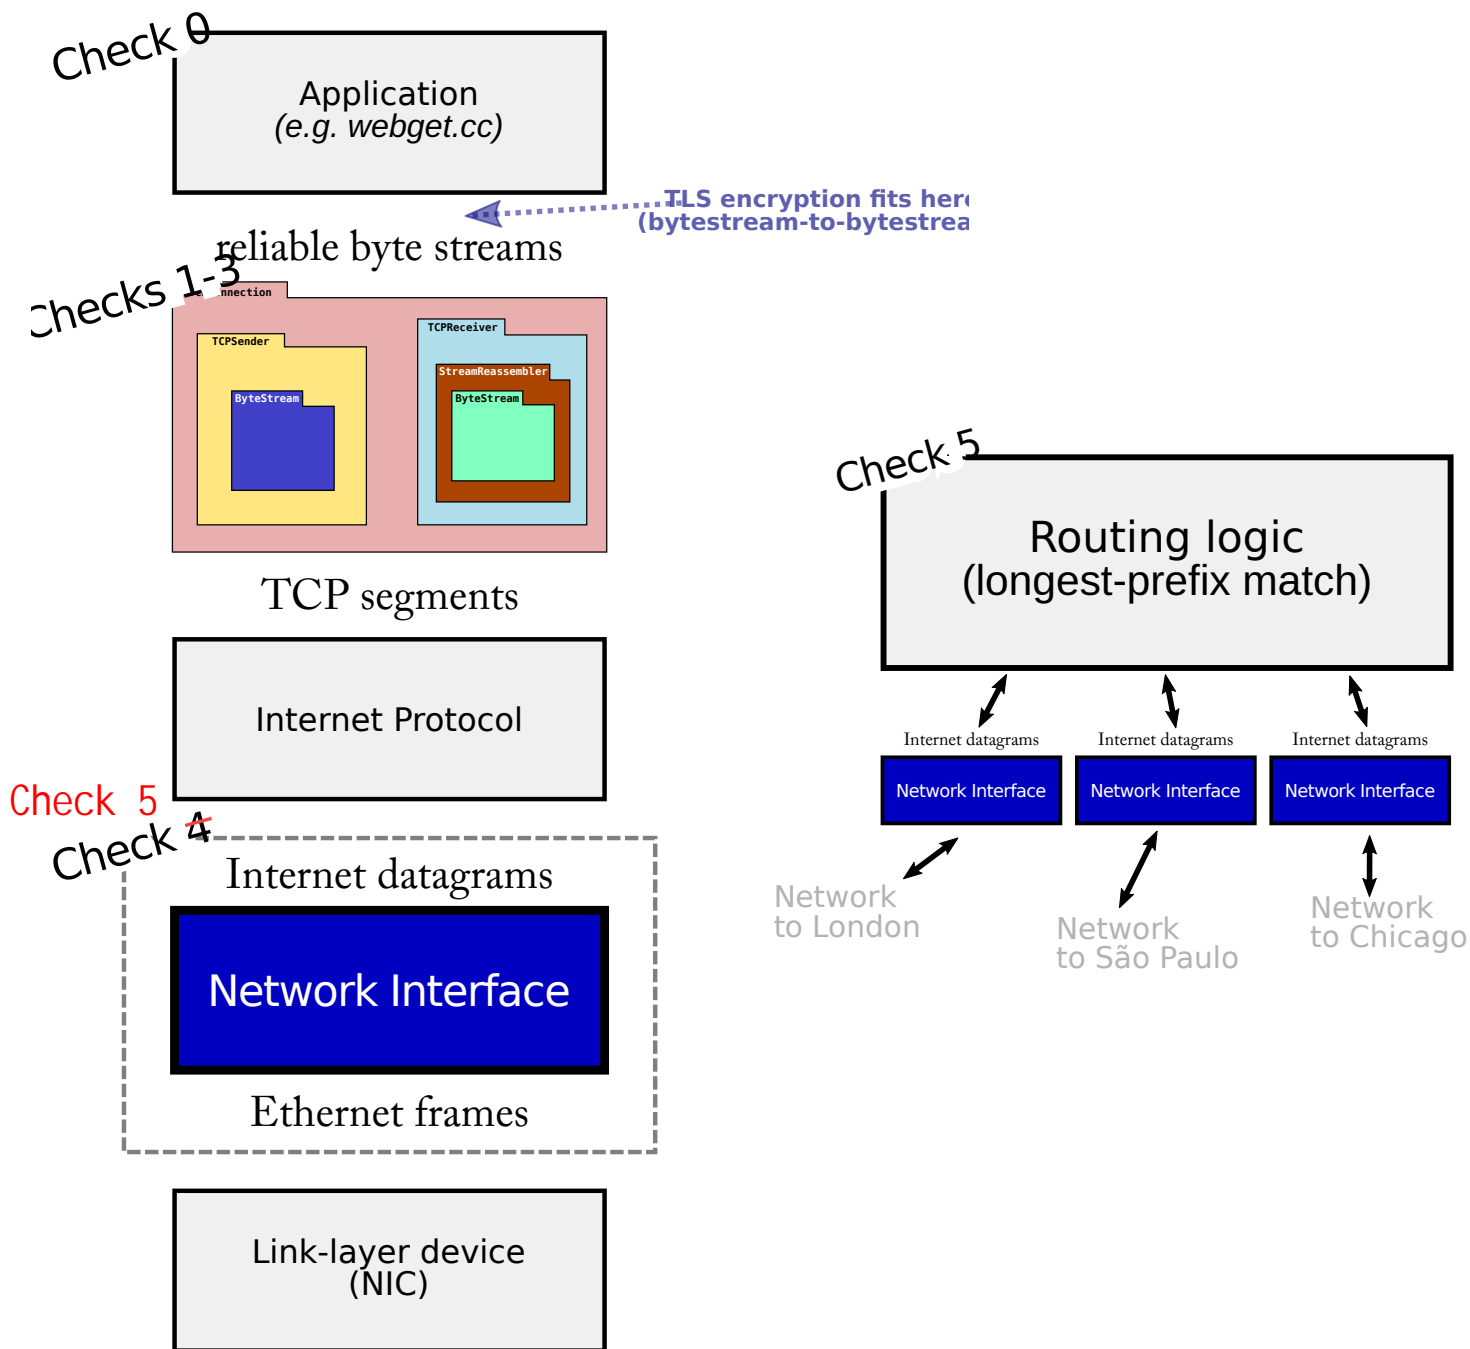 Check 0
Application
(e.g. webget.cc)
TLS encryption fits here
(bytestream-to-bytestrea
reliable byte streams
Checks 1-3
nnection
TCPSender
ByteStream
TCPReceiver
StreamReassembler
ByteStream
TCP segments
Internet Protocol
Check 5
Check 4
Internet datagrams
Network Interface
Ethernet frames
Link-layer device
(NIC)
Check 5
Routing logic
(longest-prefix match)
Internet datagrams
Internet datagrams
Internet datagrams
Network Interface
Network Interface
Network Interface
Network
to London
Network
to São Paulo
Network
to Chicago